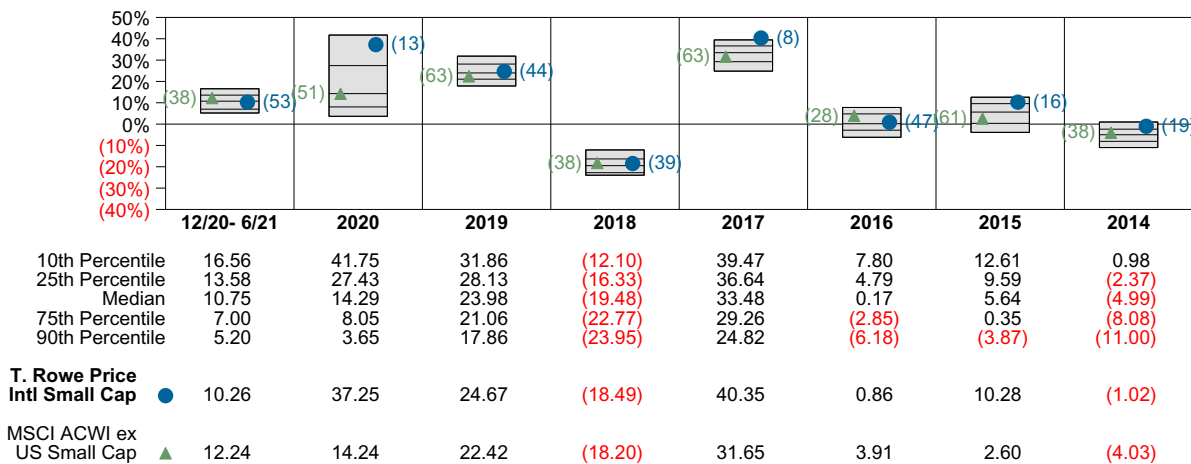 50%
40%
30%
20%
10%
0%
(10%)
(20%)
(30%)
(40%)
(38) (53) (51) (13) (63) (44) (38) (39) (63) (8) (28) (47) (61) (16) (38) (19)
12/20- 6/21 2020 2019 2018 2017 2016 2015 2014
10th Percentile 16.56 41.75 31.86 (12.10) 39.47 7.80 12.61 0.98
25th Percentile 13.58 27.43 28.13 (16.33) 36.64 4.79 9.59 (2.37)
Median 10.75 14.29 23.98 (19.48) 33.48 0.17 5.64 (4.99)
75th Percentile 7.00 8.05 21.06 (22.77) 29.26 (2.85) 0.35 (8.08)
90th Percentile 5.20 3.65 17.86 (23.95) 24.82 (6.18) (3.87) (11.00)
T. Rowe Price
Intl Small Cap 10.26 37.25 24.67 (18.49) 40.35 0.86 10.28 (1.02)
MSCI ACWI ex
US Small Cap 12.24 14.24 22.42 (18.20) 31.65 3.91 2.60 (4.03)